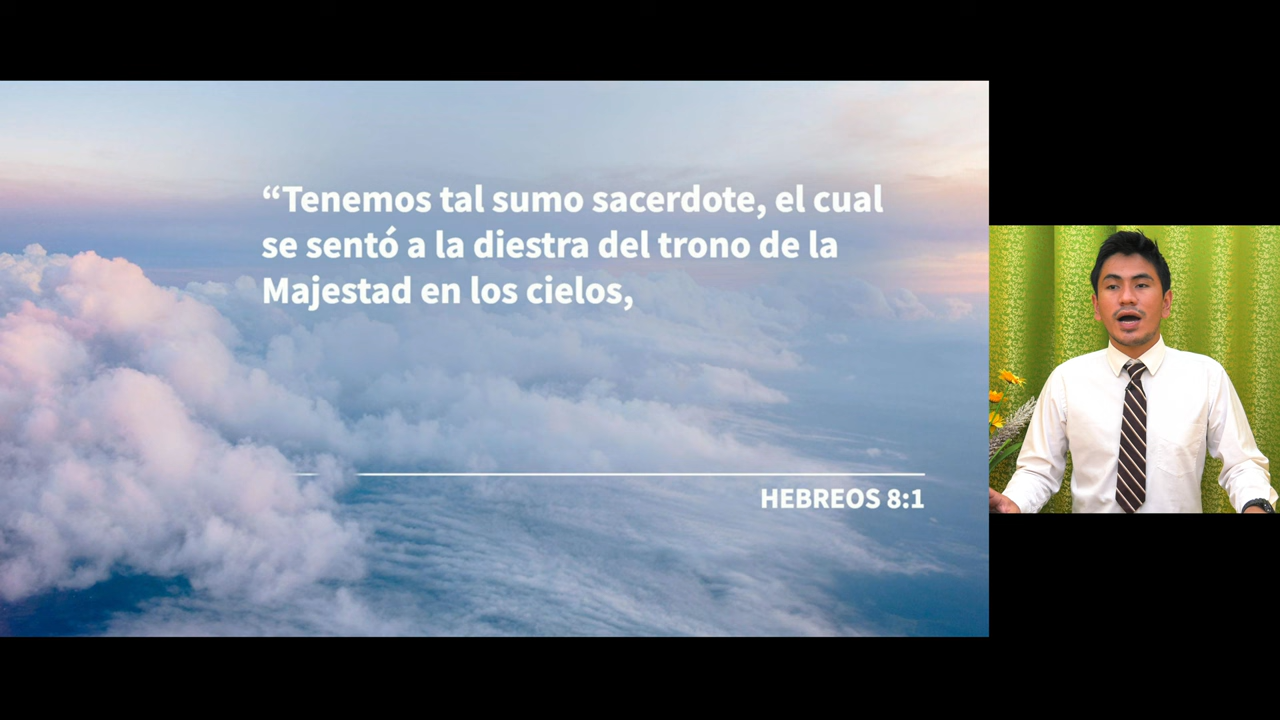 “Tenemos tal sumo sacerdote, el cual
se sentó a la diestra del trono de la
Majestad en los cielos,
HEBREOS 8:1